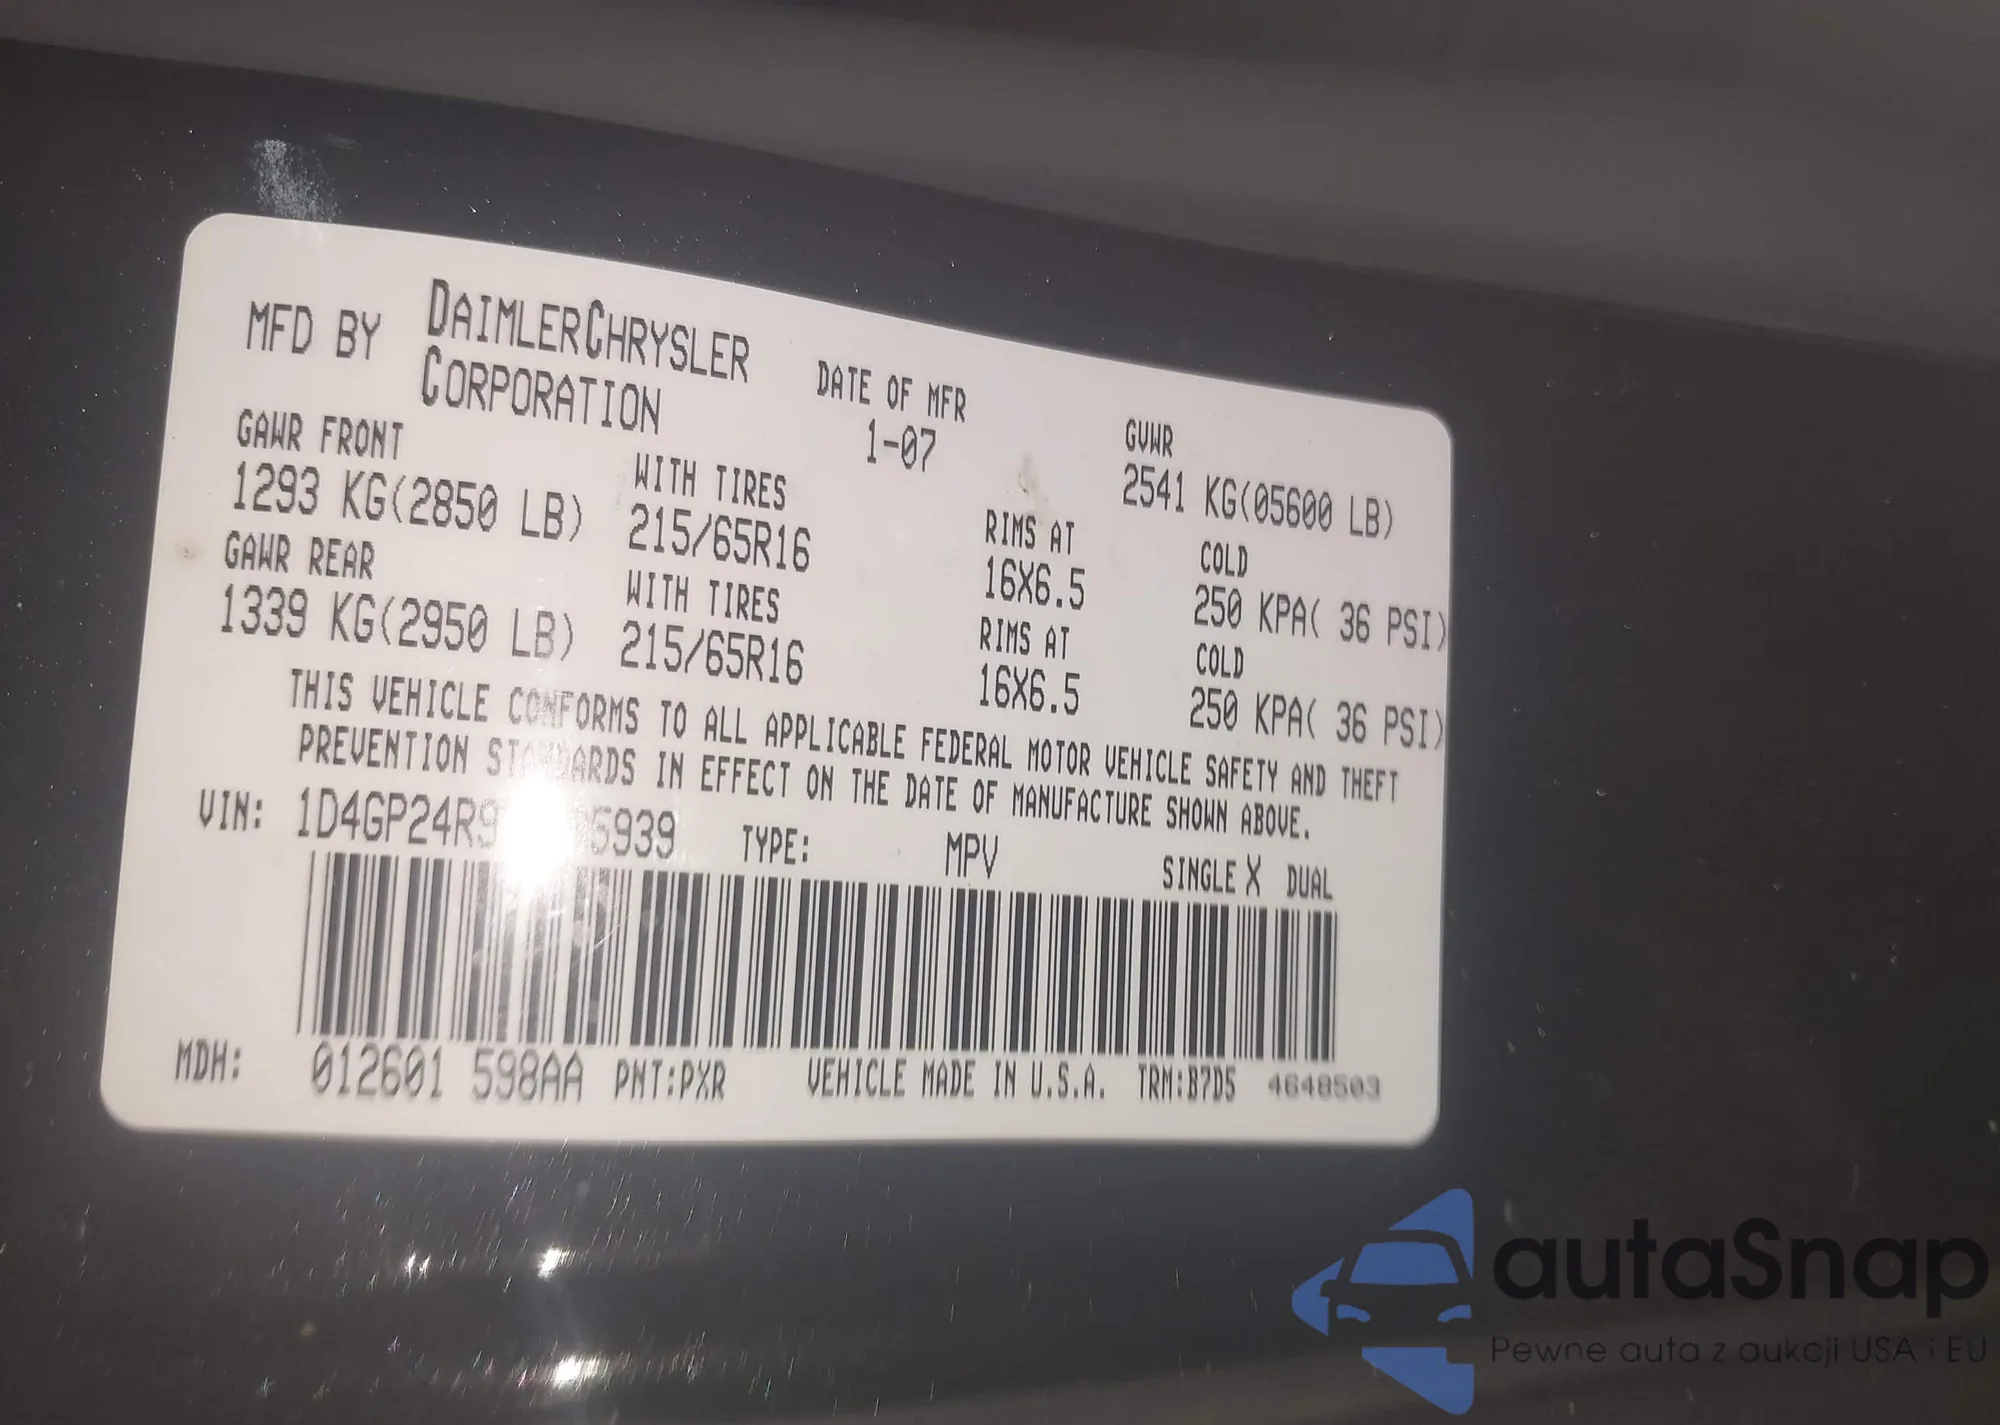 MFD BY DAIMLERCHRYSLER CORPORATION
DATE OF MFR 1-07
GVWR 2541 KG(05600 LB)
GAWR FRONT WITH TIRES RIMS AT COLD
1293 KG(2850 LB) 215/65R16 16X6.5 250 KPA( 36 PSI)
GAWR REAR WITH TIRES RIMS AT COLD
1339 KG(2950 LB) 215/65R16 16X6.5 250 KPA( 36 PSI)
THIS VEHICLE CONFORMS TO ALL APPLICABLE FEDERAL MOTOR VEHICLE SAFETY AND THEFT
PREVENTION STANDARDS IN EFFECT ON THE DATE OF MANUFACTURE SHOWN ABOVE.
VIN: TYPE: MPV SINGLE X DUAL
MDH: 012601 598AA PNT:PXR VEHICLE MADE IN U.S.A. TRM:B7D5 4648503
autaSnap
Pewne auta z aukcji USA i EU